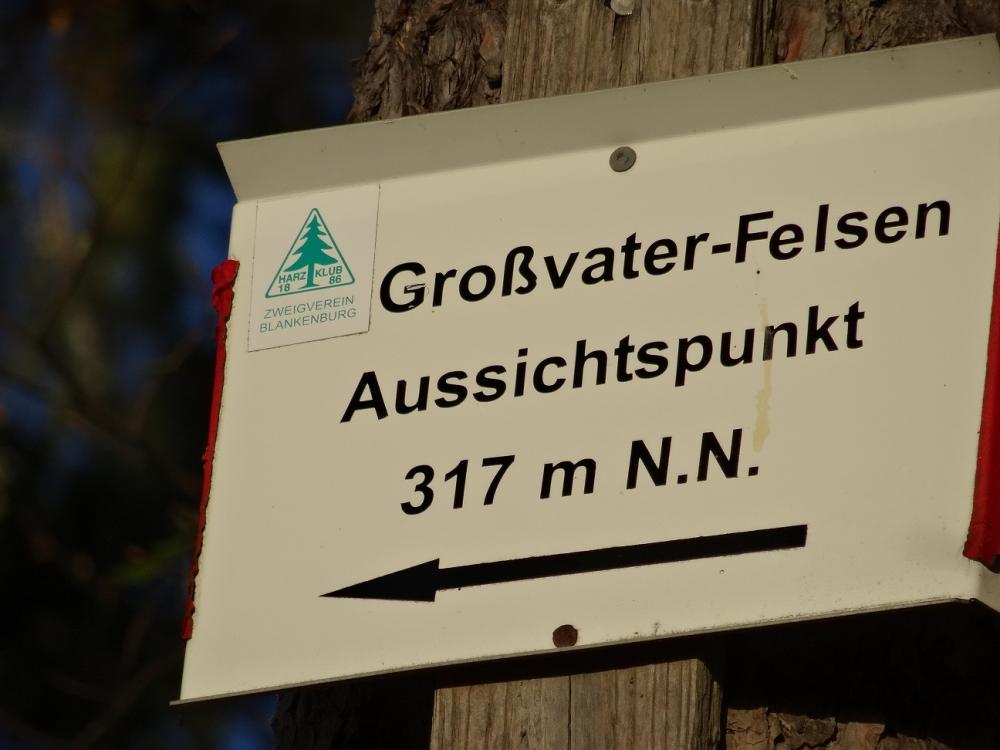 HARZ KLUB
18 86
ZWEIGVEREIN
BLANKENBURG
Großvater-Felsen
Aussichtspunkt
317 m N.N.